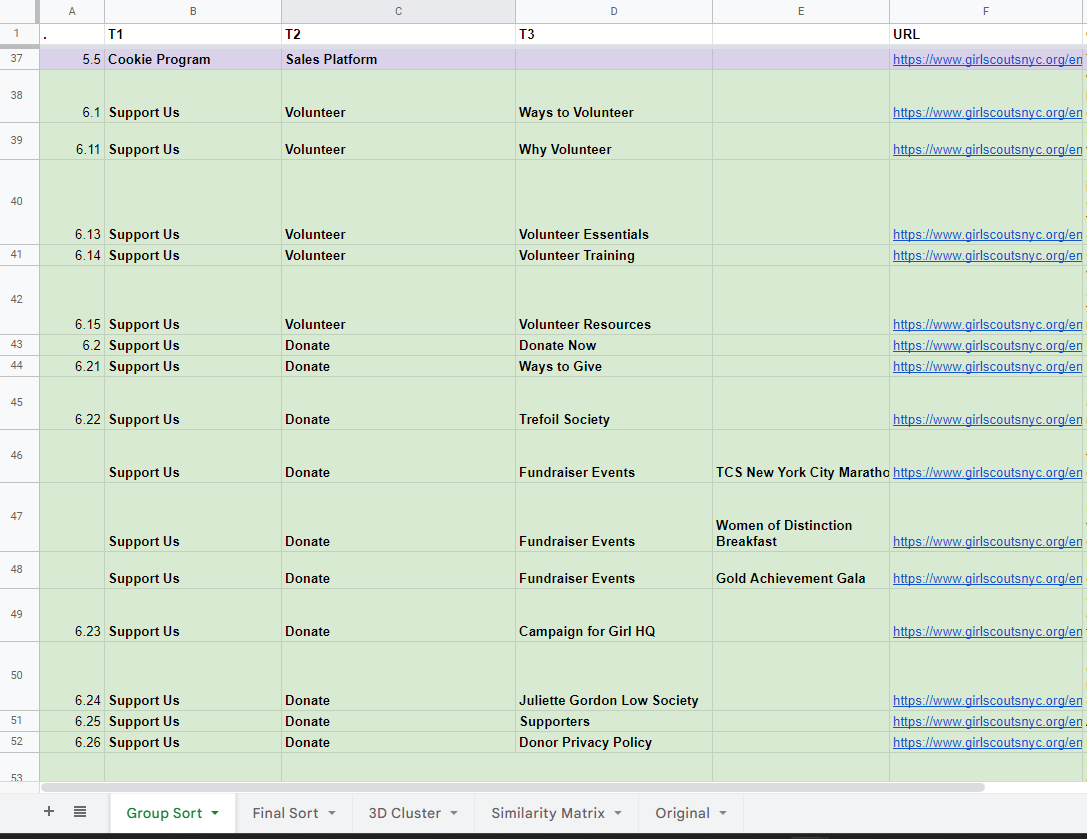 A B C D E F
1 . T1 T2 T3 URL
37 5.5 Cookie Program Sales Platform https://www.girlscoutsnyc.org/en
38 6.1 Support Us Volunteer Ways to Volunteer https://www.girlscoutsnyc.org/en
39 6.11 Support Us Volunteer Why Volunteer https://www.girlscoutsnyc.org/en
40 6.13 Support Us Volunteer Volunteer Essentials https://www.girlscoutsnyc.org/en
41 6.14 Support Us Volunteer Volunteer Training https://www.girlscoutsnyc.org/en
42 6.15 Support Us Volunteer Volunteer Resources https://www.girlscoutsnyc.org/en
43 6.2 Support Us Donate Donate Now https://www.girlscoutsnyc.org/en
44 6.21 Support Us Donate Ways to Give https://www.girlscoutsnyc.org/en
45 6.22 Support Us Donate Trefoil Society https://www.girlscoutsnyc.org/en
46 Support Us Donate Fundraiser Events TCS New York City Maratho https://www.girlscoutsnyc.org/en
Women of Distinction
47 Support Us Donate Fundraiser Events Breakfast https://www.girlscoutsnyc.org/en
48 Support Us Donate Fundraiser Events Gold Achievement Gala https://www.girlscoutsnyc.org/en
49 6.23 Support Us Donate Campaign for Girl HQ https://www.girlscoutsnyc.org/en
50 6.24 Support Us Donate Juliette Gordon Low Society https://www.girlscoutsnyc.org/en
51 6.25 Support Us Donate Supporters https://www.girlscoutsnyc.org/en
52 6.26 Support Us Donate Donor Privacy Policy https://www.girlscoutsnyc.org/en
53
Group Sort Final Sort 3D Cluster Similarity Matrix Original